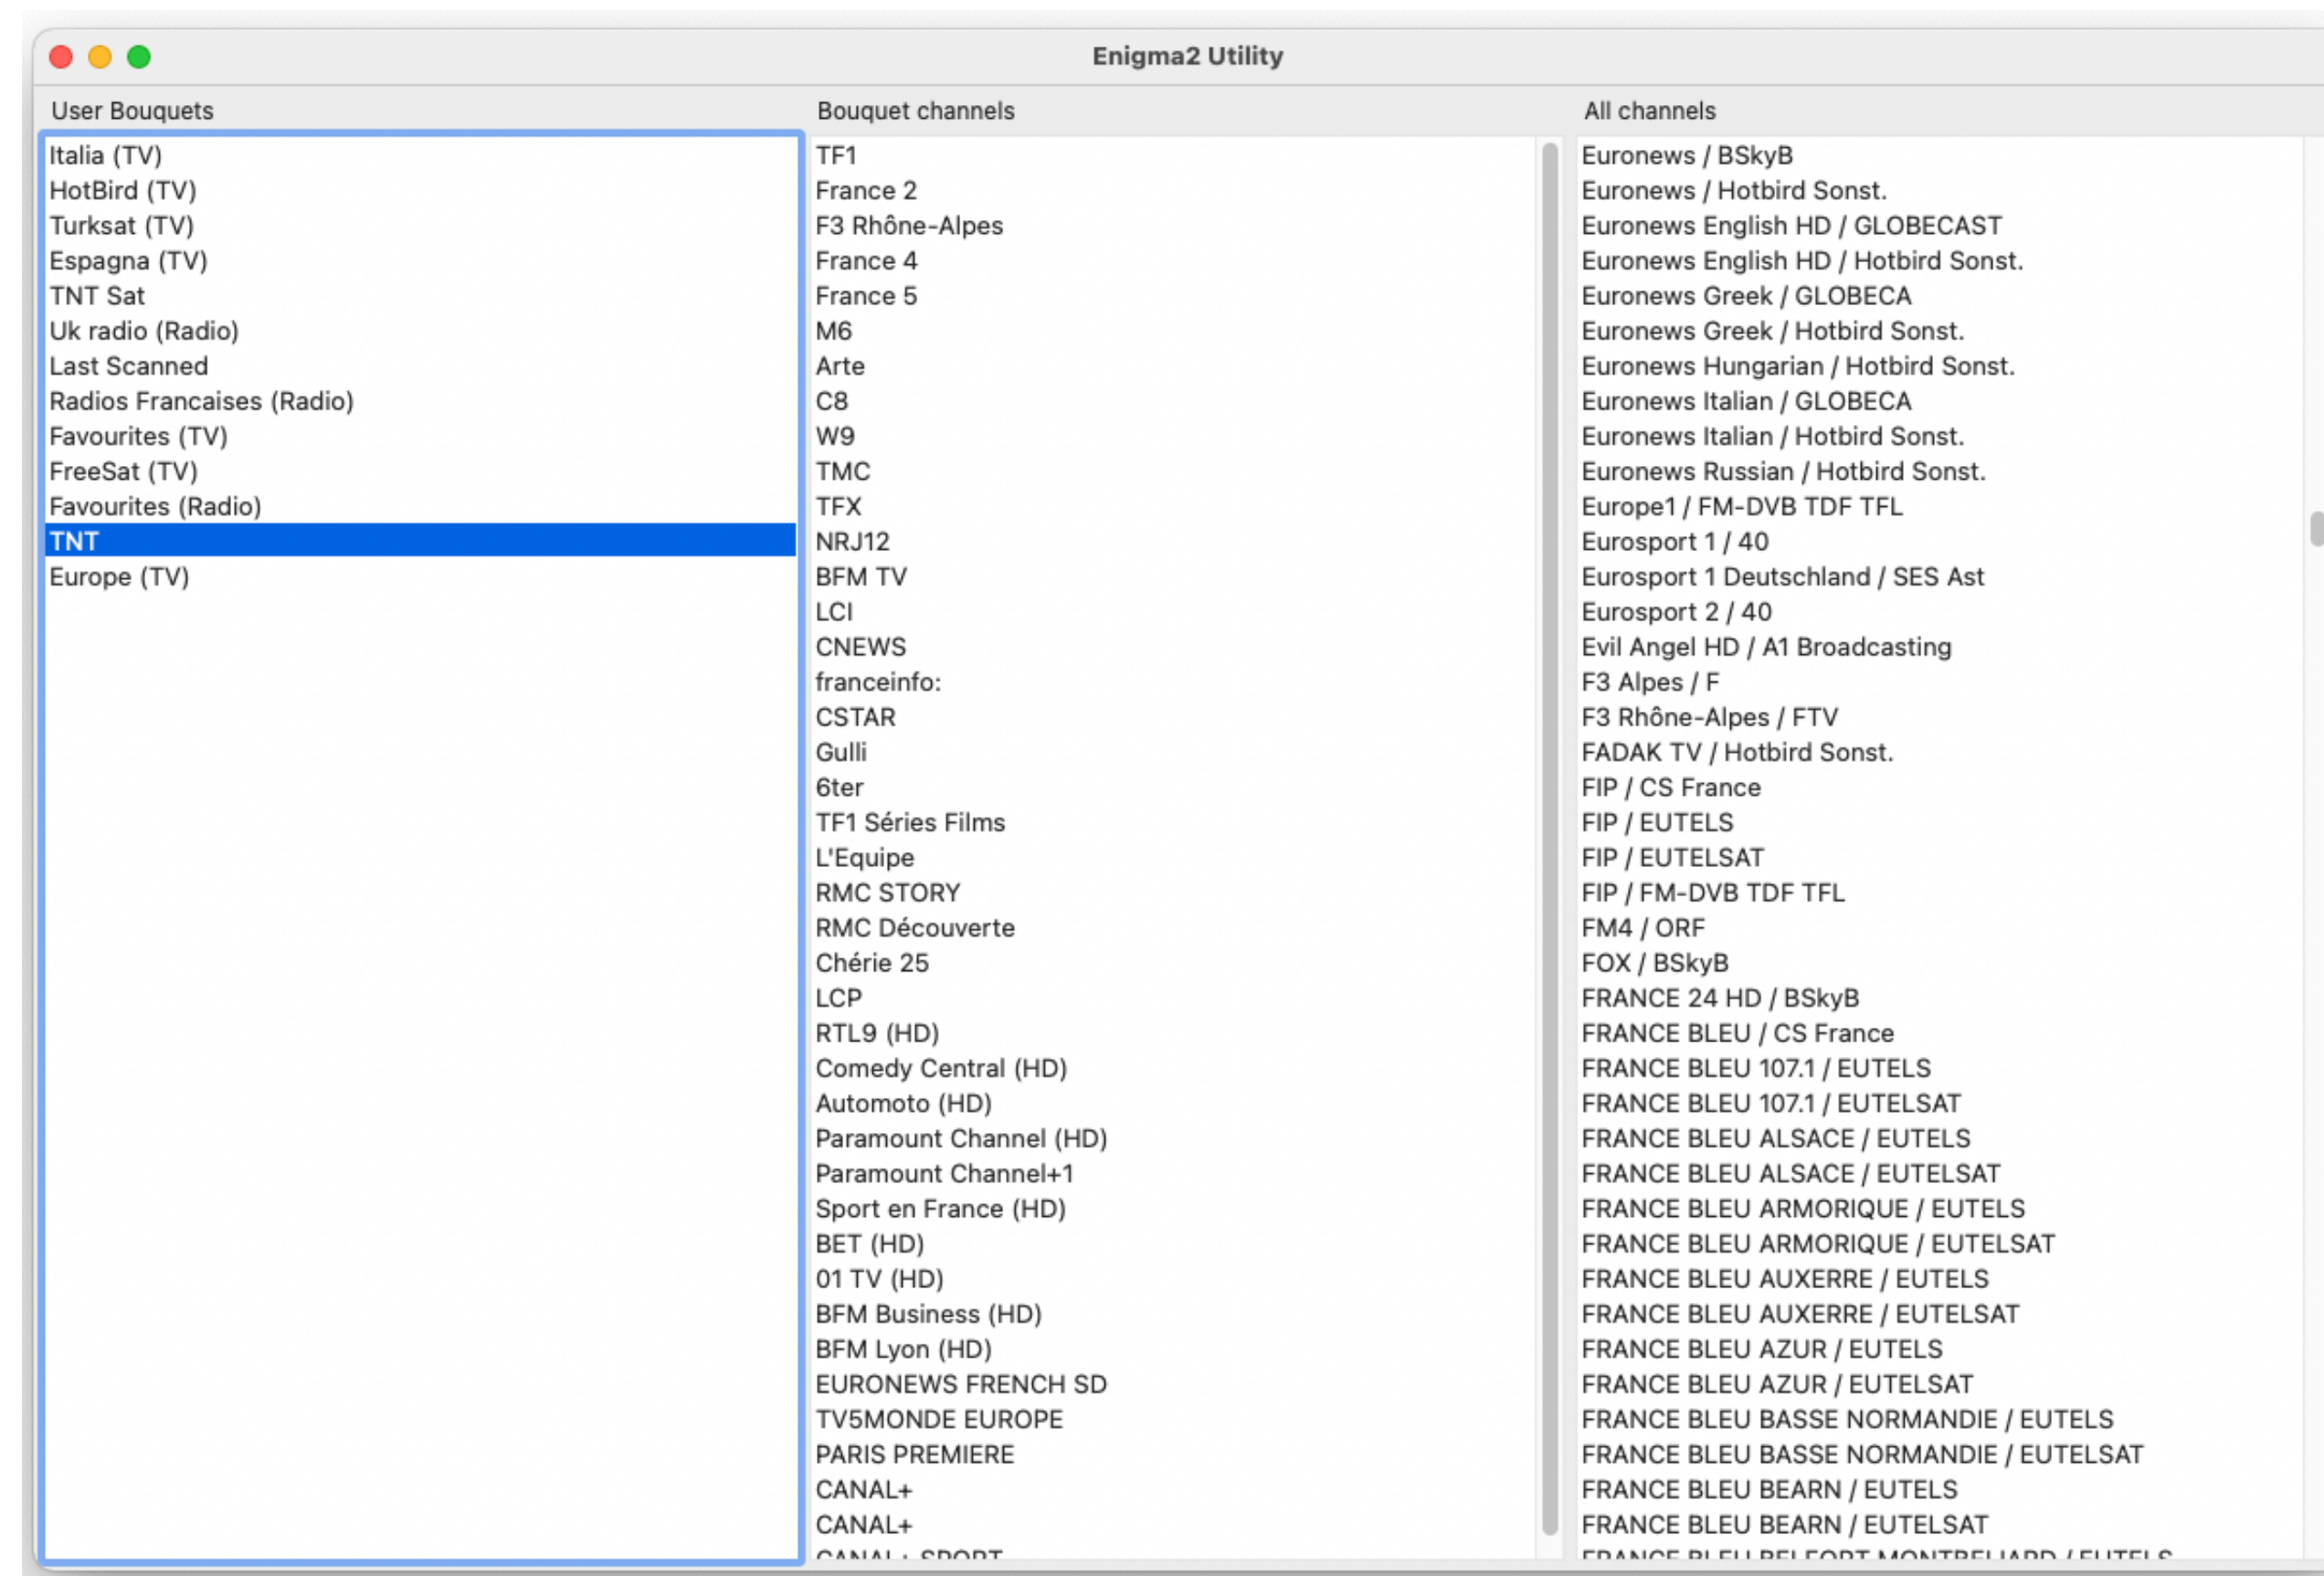 Enigma2 Utility
User Bouquets
Italia (TV)
HotBird (TV)
Turksat (TV)
Espagna (TV)
TNT Sat
Uk radio (Radio)
Last Scanned
Radios Francaises (Radio)
Favourites (TV)
FreeSat (TV)
Favourites (Radio)
TNT
Europe (TV)
Bouquet channels
TF1
France 2
F3 Rhône-Alpes
France 4
France 5
M6
Arte
C8
W9
TMC
TFX
NRJ12
BFM TV
LCI
CNEWS
franceinfo:
CSTAR
Gulli
6ter
TF1 Séries Films
L'Equipe
RMC STORY
RMC Découverte
Chérie 25
LCP
RTL9 (HD)
Comedy Central (HD)
Automoto (HD)
Paramount Channel (HD)
Paramount Channel+1
Sport en France (HD)
BET (HD)
01 TV (HD)
BFM Business (HD)
BFM Lyon (HD)
EURONEWS FRENCH SD
TV5MONDE EUROPE
PARIS PREMIERE
CANAL+
CANAL+
CANAL+ SPORT
All channels
Euronews / BSkyB
Euronews / Hotbird Sonst.
Euronews English HD / GLOBECAST
Euronews English HD / Hotbird Sonst.
Euronews Greek / GLOBECA
Euronews Greek / Hotbird Sonst.
Euronews Hungarian / Hotbird Sonst.
Euronews Italian / GLOBECA
Euronews Italian / Hotbird Sonst.
Euronews Russian / Hotbird Sonst.
Europe1 / FM-DVB TDF TFL
Eurosport 1 / 40
Eurosport 1 Deutschland / SES Ast
Eurosport 2 / 40
Evil Angel HD / A1 Broadcasting
F3 Alpes / F
F3 Rhône-Alpes / FTV
FADAK TV / Hotbird Sonst.
FIP / CS France
FIP / EUTELS
FIP / EUTELSAT
FIP / FM-DVB TDF TFL
FM4 / ORF
FOX / BSkyB
FRANCE 24 HD / BSkyB
FRANCE BLEU / CS France
FRANCE BLEU 107.1 / EUTELS
FRANCE BLEU 107.1 / EUTELSAT
FRANCE BLEU ALSACE / EUTELS
FRANCE BLEU ALSACE / EUTELSAT
FRANCE BLEU ARMORIQUE / EUTELS
FRANCE BLEU ARMORIQUE / EUTELSAT
FRANCE BLEU AUXERRE / EUTELS
FRANCE BLEU AUXERRE / EUTELSAT
FRANCE BLEU AZUR / EUTELS
FRANCE BLEU AZUR / EUTELSAT
FRANCE BLEU BASSE NORMANDIE / EUTELS
FRANCE BLEU BASSE NORMANDIE / EUTELSAT
FRANCE BLEU BEARN / EUTELS
FRANCE BLEU BEARN / EUTELSAT
FRANCE BLEU BELFORT MONTBELIARD / EUTELS